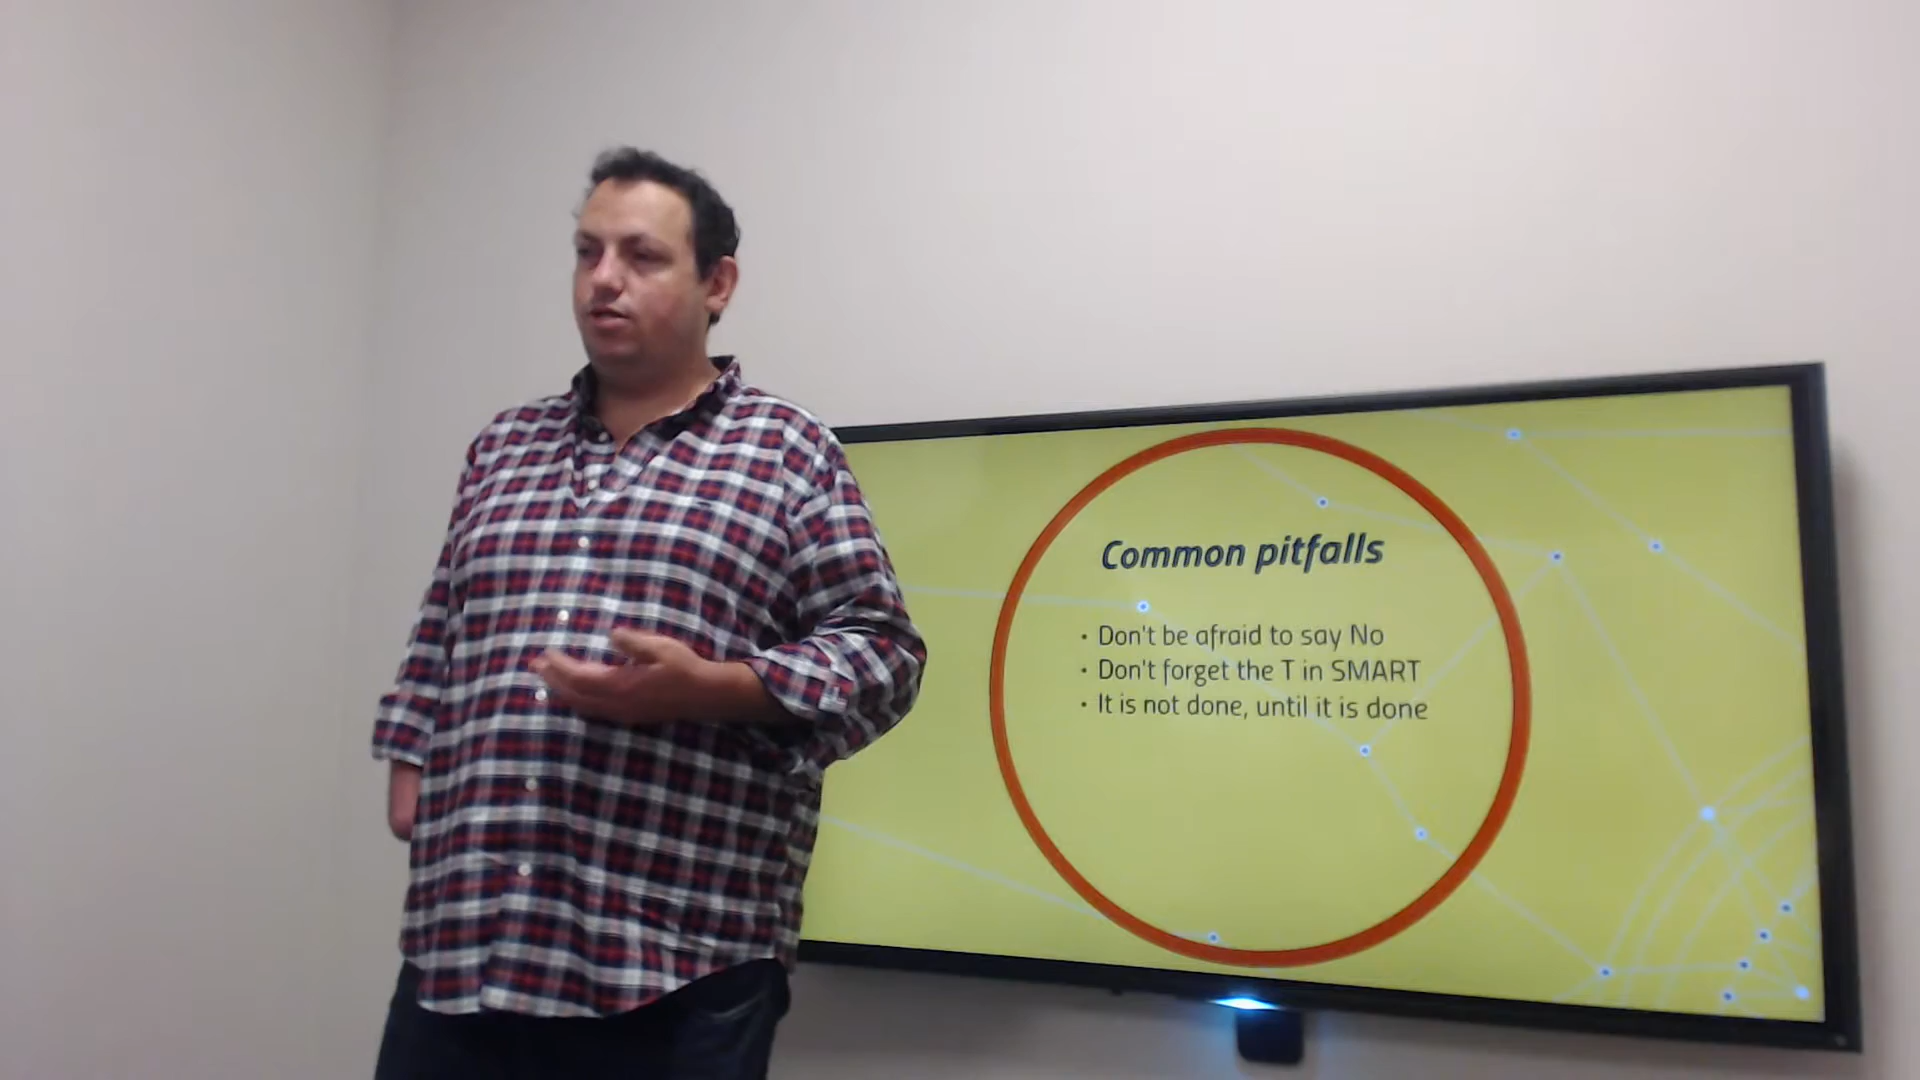 Common pitfalls
• Don't be afraid to say No
• Don't forget the T in SMART
• It is not done, until it is done